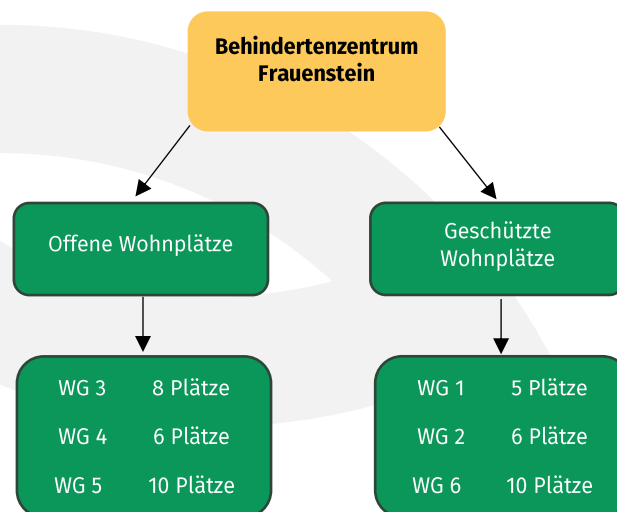 Behindertenzentrum
Frauenstein
Offene Wohnplätze
Geschützte
Wohnplätze
WG 3 8 Plätze
WG 4 6 Plätze
WG 5 10 Plätze
WG 1 5 Plätze
WG 2 6 Plätze
WG 6 10 Plätze